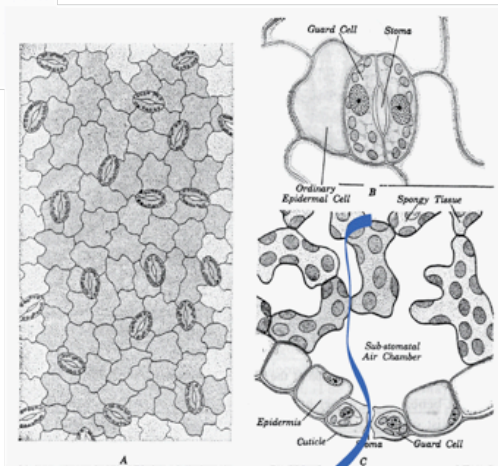 Guard Cell
Stoma
Ordinary
Epidermal Cell
B
Spongy Tissue
Sub-stomatal
Air Chamber
Epidermis
Cuticle
Stoma
Guard Cell
A
C